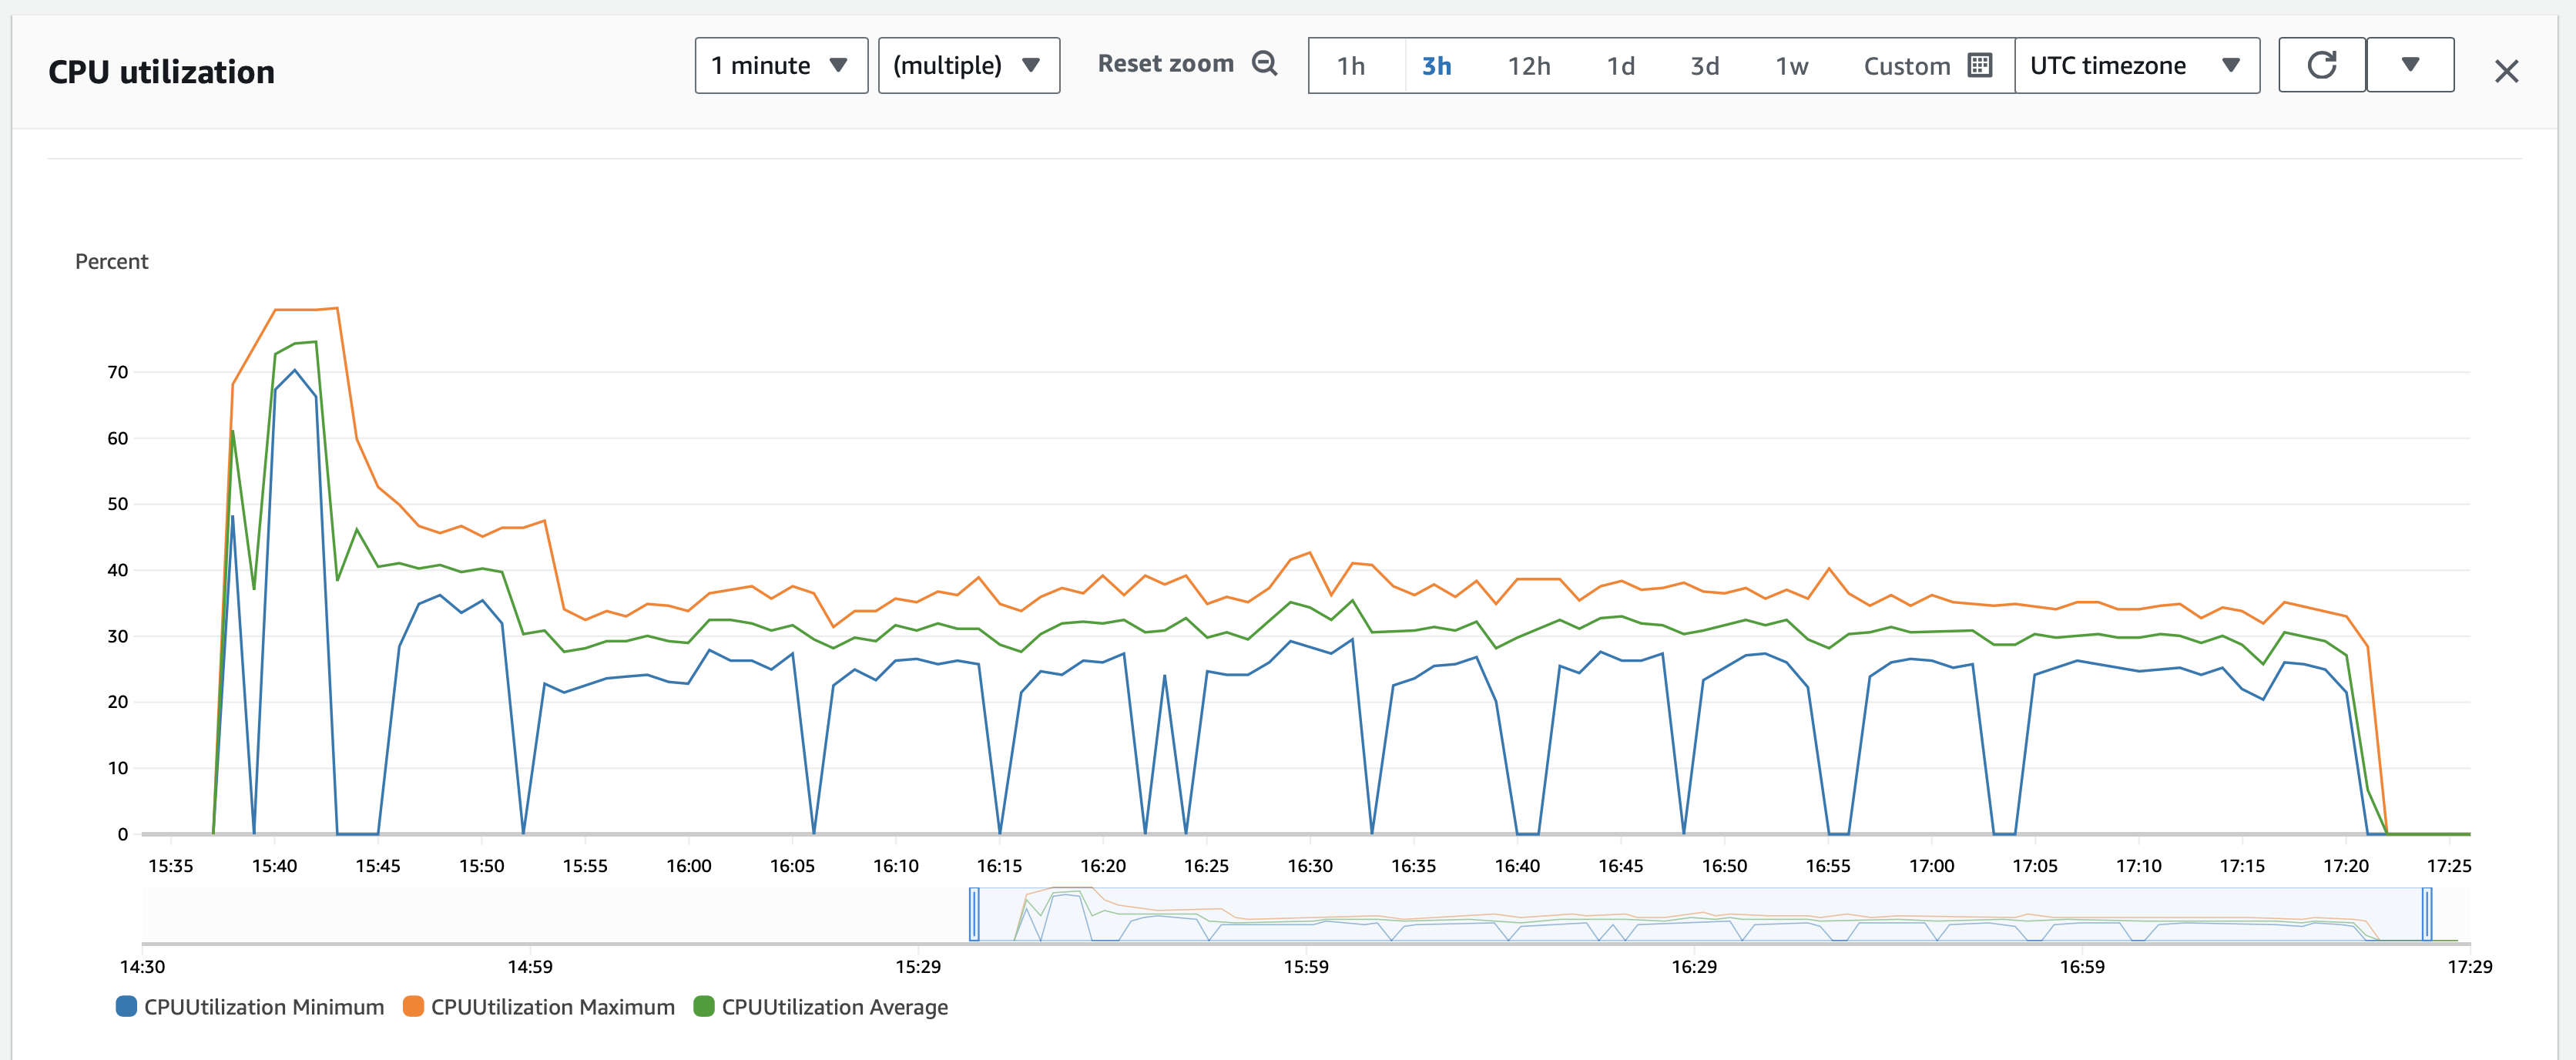 CPU utilization
1 minute (multiple) Reset zoom 1h 3h 12h 1d 3d 1w Custom UTC timezone
Percent
70
60
50
40
30
20
10
0
15:35 15:40 15:45 15:50 15:55 16:00 16:05 16:10 16:15 16:20 16:25 16:30 16:35 16:40 16:45 16:50 16:55 17:00 17:05 17:10 17:15 17:20 17:25
14:30 14:59 15:29 15:59 16:29 16:59 17:29
CPUUtilization Minimum CPUUtilization Maximum CPUUtilization Average